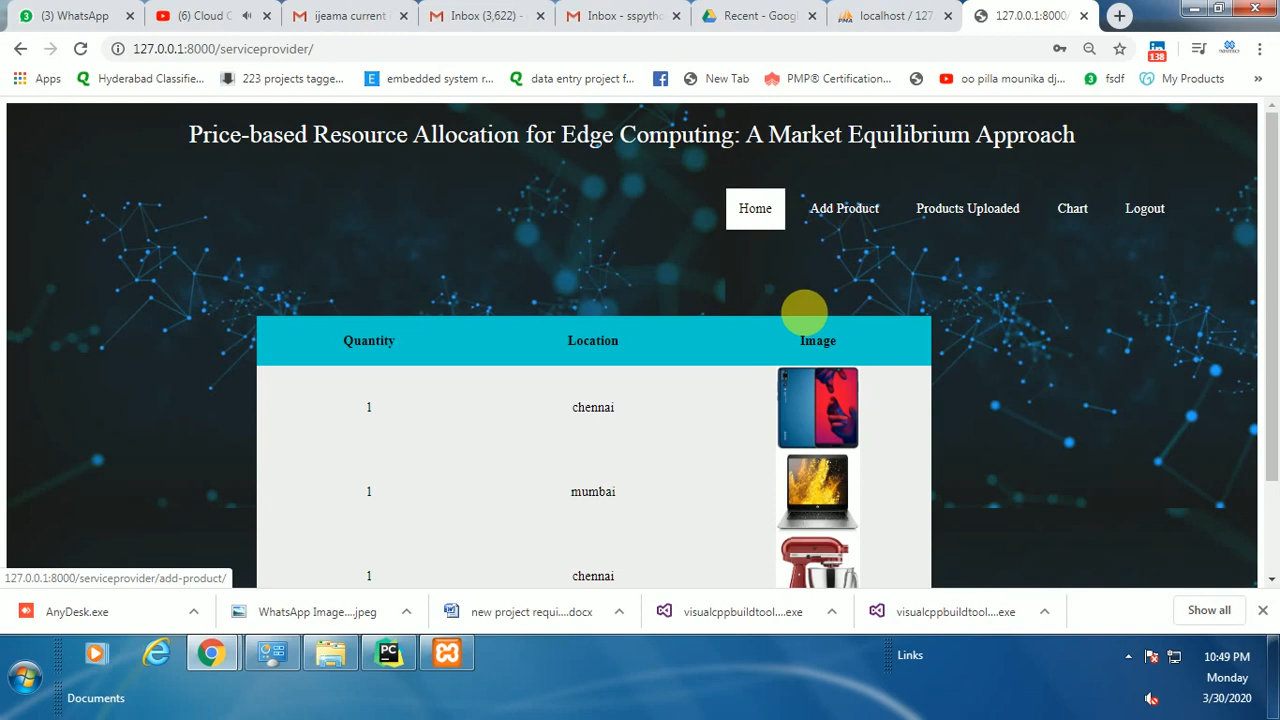 (3) WhatsApp
(6) Cloud C
ijeama current
Inbox (3,621) -
Inbox - sspyth
Recent - Goog
localhost / 127
127.0.0.1:8000/
127.0.0.1:8000/serviceprovider/
138
Apps
Hyderabad Classifie...
223 projects tagge...
embedded system r...
data entry project f...
New Tab
PMP® Certification...
oo pilla mounika dj...
fsdf
My Products
»
Price-based Resource Allocation for Edge Computing: A Market Equilibrium Approach
Home
Add Product
Products Uploaded
Chart
Logout
Quantity
Location
Image
1
chennai
1
mumbai
1
chennai
127.0.0.1:8000/serviceprovider/add-product/
AnyDesk.exe
WhatsApp Image....jpeg
new project requi....docx
visualcppbuildtool....exe
visualcppbuildtool....exe
Show all
Links
10:49 PM
Monday
3/30/2020
Documents